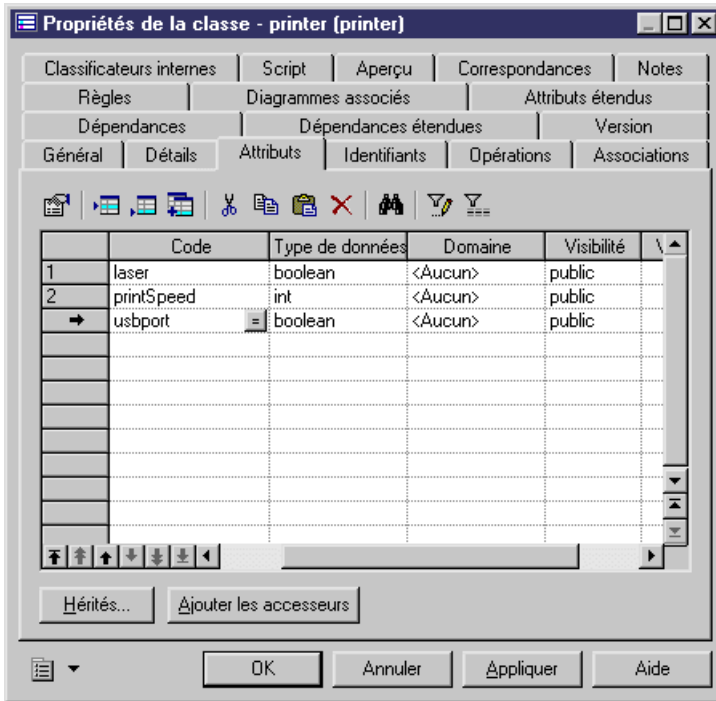 Propriétés de la classe - printer (printer)
Classificateurs internes Script Aperçu Correspondances Notes
Règles Diagrammes associés Attributs étendus
Dépendances Dépendances étendues Version
Général Détails Attributs Identifiants Opérations Associations
Code Type de données Domaine Visibilité
1 laser boolean <Aucun> public
2 printSpeed int <Aucun> public
usbport = boolean <Aucun> public
Hérités... Ajouter les accesseurs
OK Annuler Appliquer Aide